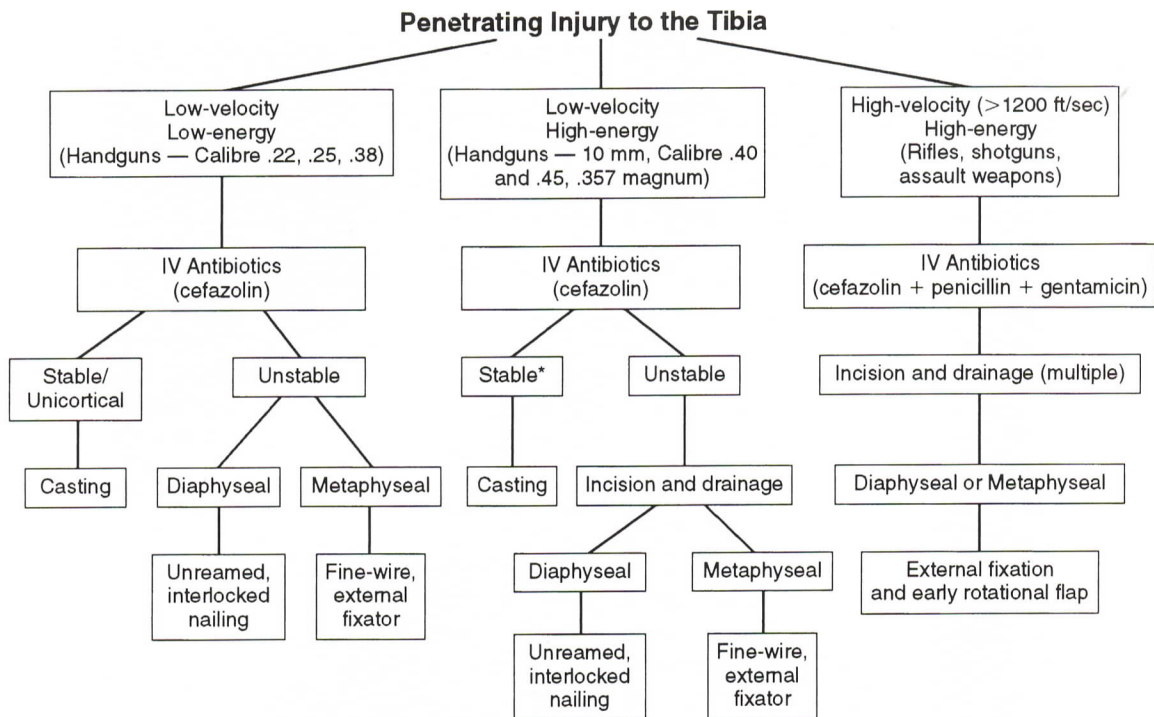 Penetrating Injury to the Tibia
Low-velocity
Low-energy
(Handguns — Calibre .22, .25, .38)
Low-velocity
High-energy
(Handguns — 10 mm, Calibre .40
and .45, .357 magnum)
High-velocity (>1200 ft/sec)
High-energy
(Rifles, shotguns,
assault weapons)
IV Antibiotics
(cefazolin)
IV Antibiotics
(cefazolin)
IV Antibiotics
(cefazolin + penicillin + gentamicin)
Stable/
Unicortical
Unstable
Stable*
Unstable
Incision and drainage (multiple)
Casting
Diaphyseal
Metaphyseal
Casting
Incision and drainage
Diaphyseal or Metaphyseal
Unreamed,
interlocked
nailing
Fine-wire,
external
fixator
Diaphyseal
Metaphyseal
External fixation
and early rotational flap
Unreamed,
interlocked
nailing
Fine-wire,
external
fixator